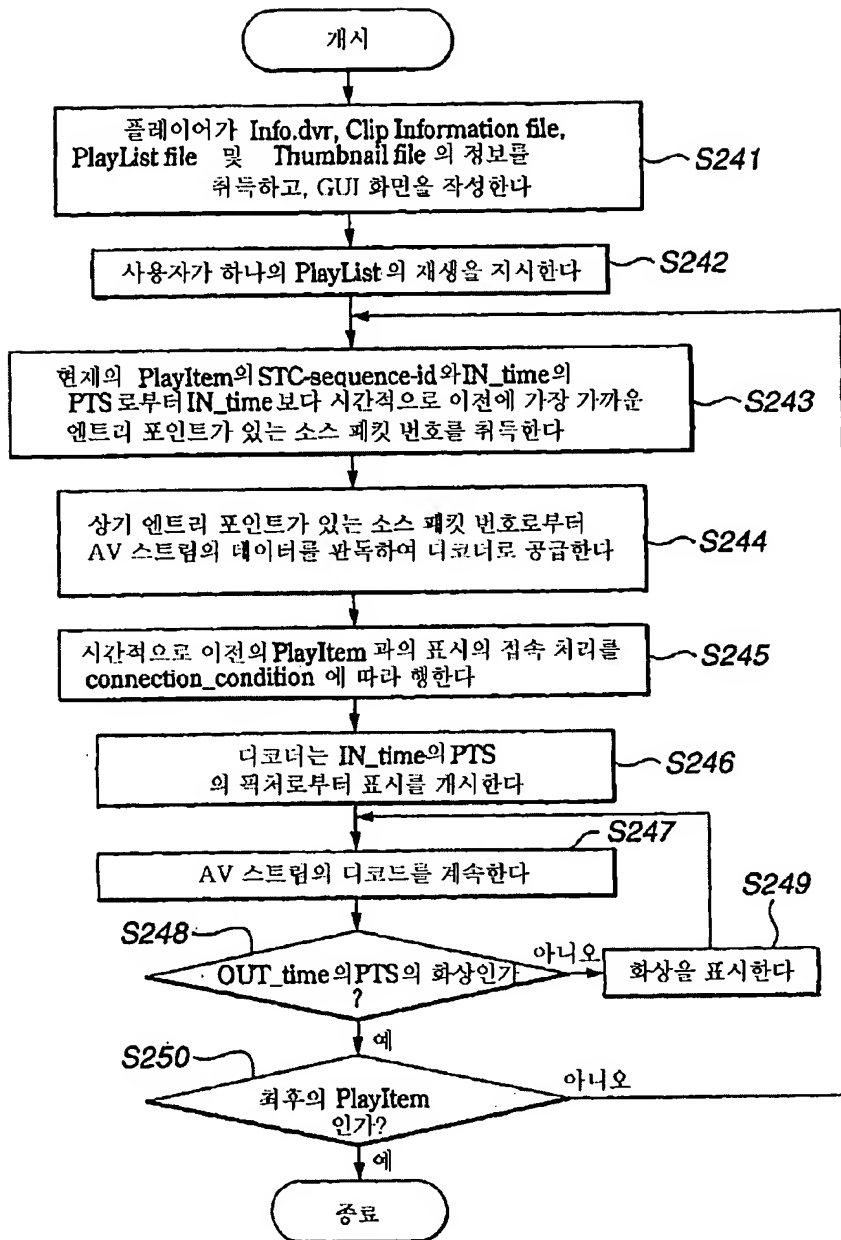 개시
플레이어가 Info.dvr, Clip Information file,
PlayList file 및 Thumbnail file 의 정보를
취득하고, GUI 화면을 작성한다
S241
사용자가 하나의 PlayList 의 재생을 지시한다
S242
현재의 PlayItem의 STC-sequence-id와 IN_time의
PTS 로부터 IN_time 보다 시간적으로 이전에 가장 가까운
엔트리 포인트가 있는 소스 패킷 번호를 취득한다
S243
상기 엔트리 포인트가 있는 소스 패킷 번호로부터
AV 스트림의 데이터를 판독하여 디코더로 공급한다
S244
시간적으로 이전의 PlayItem 과의 표시의 접속 처리를
connection_condition 에 따라 행한다
S245
디코더는 IN_time의 PTS
의 픽처로부터 표시를 개시한다
S246
S247
AV 스트림의 디코드를 계속한다
S248
OUT_time의 PTS의 화상인가
?
아니오
S249
화상을 표시한다
예
S250
최후의 PlayItem
인가?
아니오
예
종료